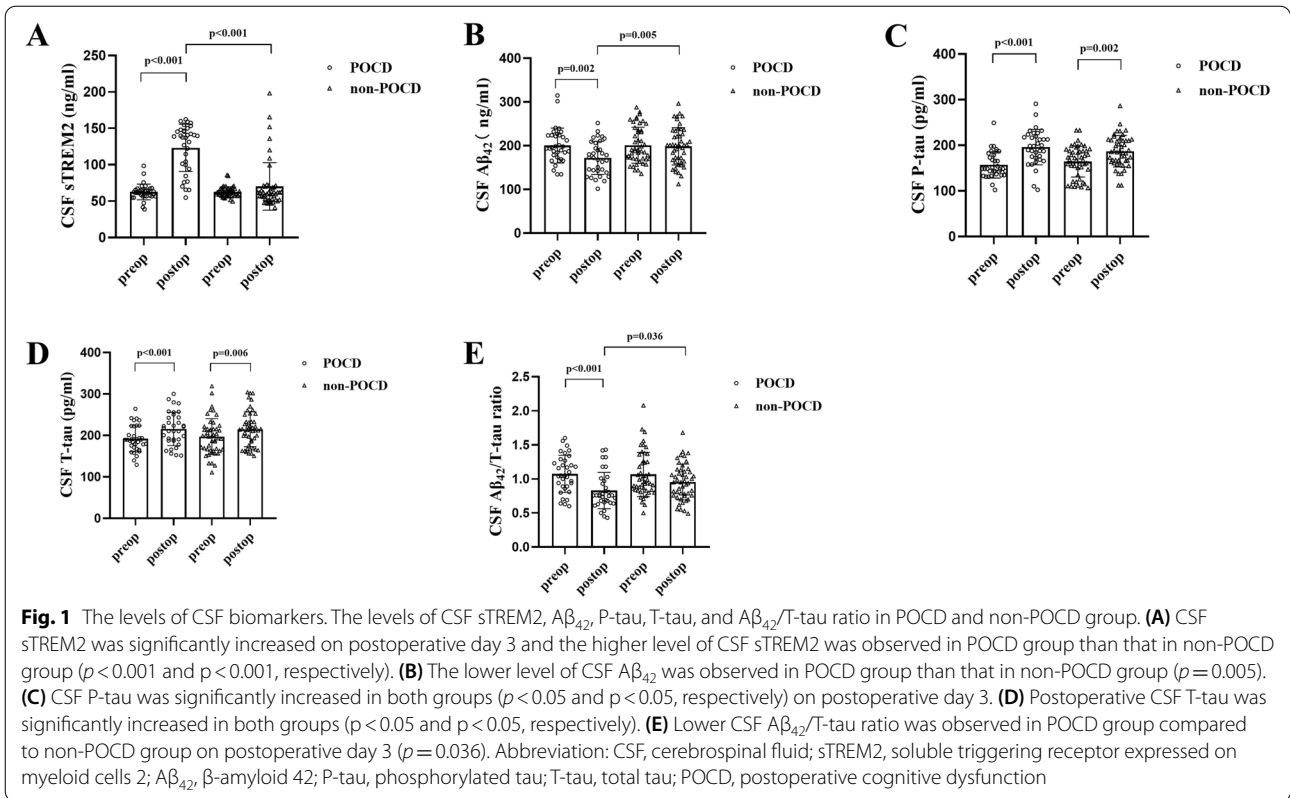 A
p<0.001
p<0.001
CSF sTREM2 (ng/ml)
250
200
150
100
50
0
preop
postop
preop
postop
POCD
non-POCD
B
p=0.005
p=0.002
CSF Aβ42 ( ng/ml)
400
300
200
100
0
preop
postop
preop
postop
POCD
non-POCD
C
p<0.001
p=0.002
CSF P-tau (pg/ml)
400
300
200
100
0
preop
postop
preop
postop
POCD
non-POCD
D
p<0.001
p=0.006
CSF T-tau (pg/ml)
400
300
200
100
0
preop
postop
preop
postop
POCD
non-POCD
E
p=0.036
p<0.001
CSF Aβ42/T-tau ratio
2.5
2.0
1.5
1.0
0.5
0.0
preop
postop
preop
postop
POCD
non-POCD
Fig. 1 The levels of CSF biomarkers. The levels of CSF sTREM2, Aβ42, P-tau, T-tau, and Aβ42/T-tau ratio in POCD and non-POCD group. (A) CSF
sTREM2 was significantly increased on postoperative day 3 and the higher level of CSF sTREM2 was observed in POCD group than that in non-POCD
group (p < 0.001 and p < 0.001, respectively). (B) The lower level of CSF Aβ42 was observed in POCD group than that in non-POCD group (p = 0.005).
(C) CSF P-tau was significantly increased in both groups (p < 0.05 and p < 0.05, respectively) on postoperative day 3. (D) Postoperative CSF T-tau was
significantly increased in both groups (p < 0.05 and p < 0.05, respectively). (E) Lower CSF Aβ42/T-tau ratio was observed in POCD group compared
to non-POCD group on postoperative day 3 (p = 0.036). Abbreviation: CSF, cerebrospinal fluid; sTREM2, soluble triggering receptor expressed on
myeloid cells 2; Aβ42, β-amyloid 42; P-tau, phosphorylated tau; T-tau, total tau; POCD, postoperative cognitive dysfunction